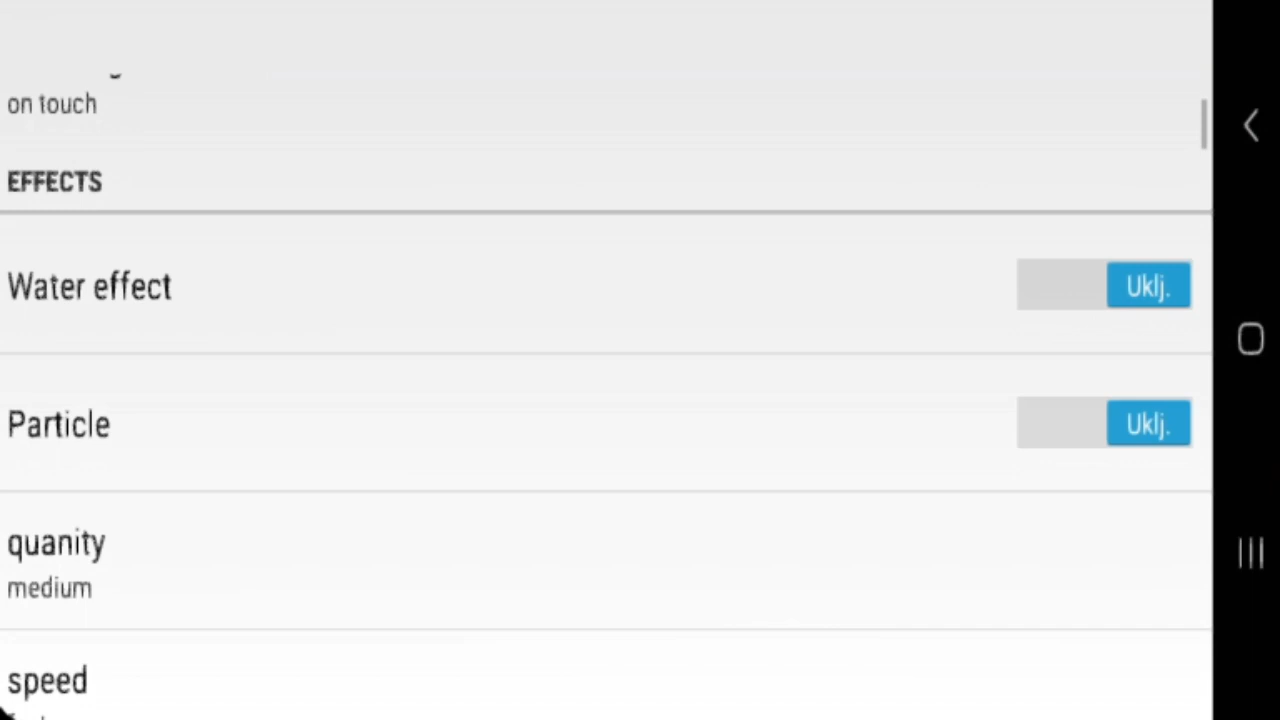 on touch
EFFECTS
Water effect
Uklj.
Particle
Uklj.
quanity
medium
speed